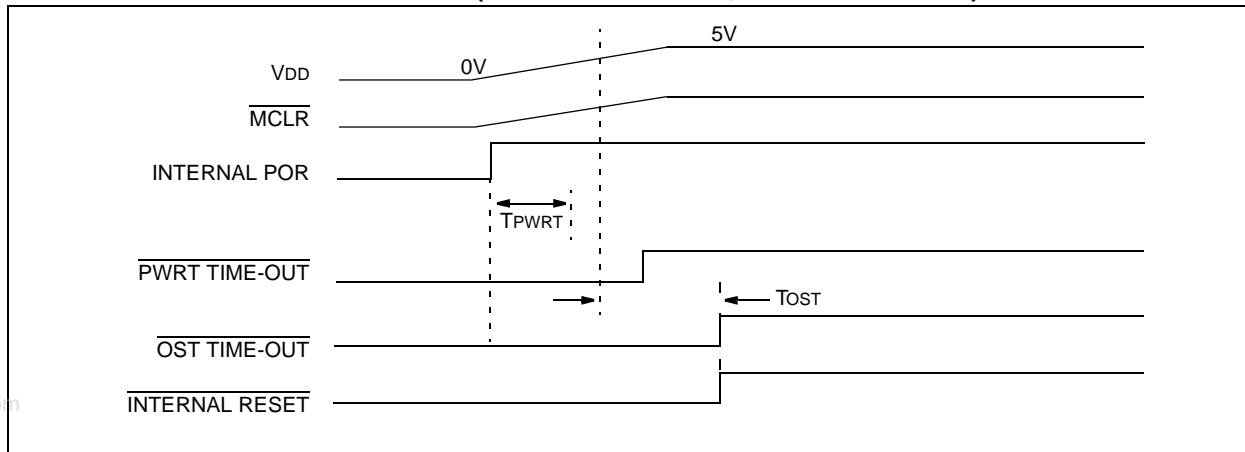 5V
0V
VDD
MCLR
INTERNAL POR
TPWRT
PWRT TIME-OUT
TOST
OST TIME-OUT
INTERNAL RESET